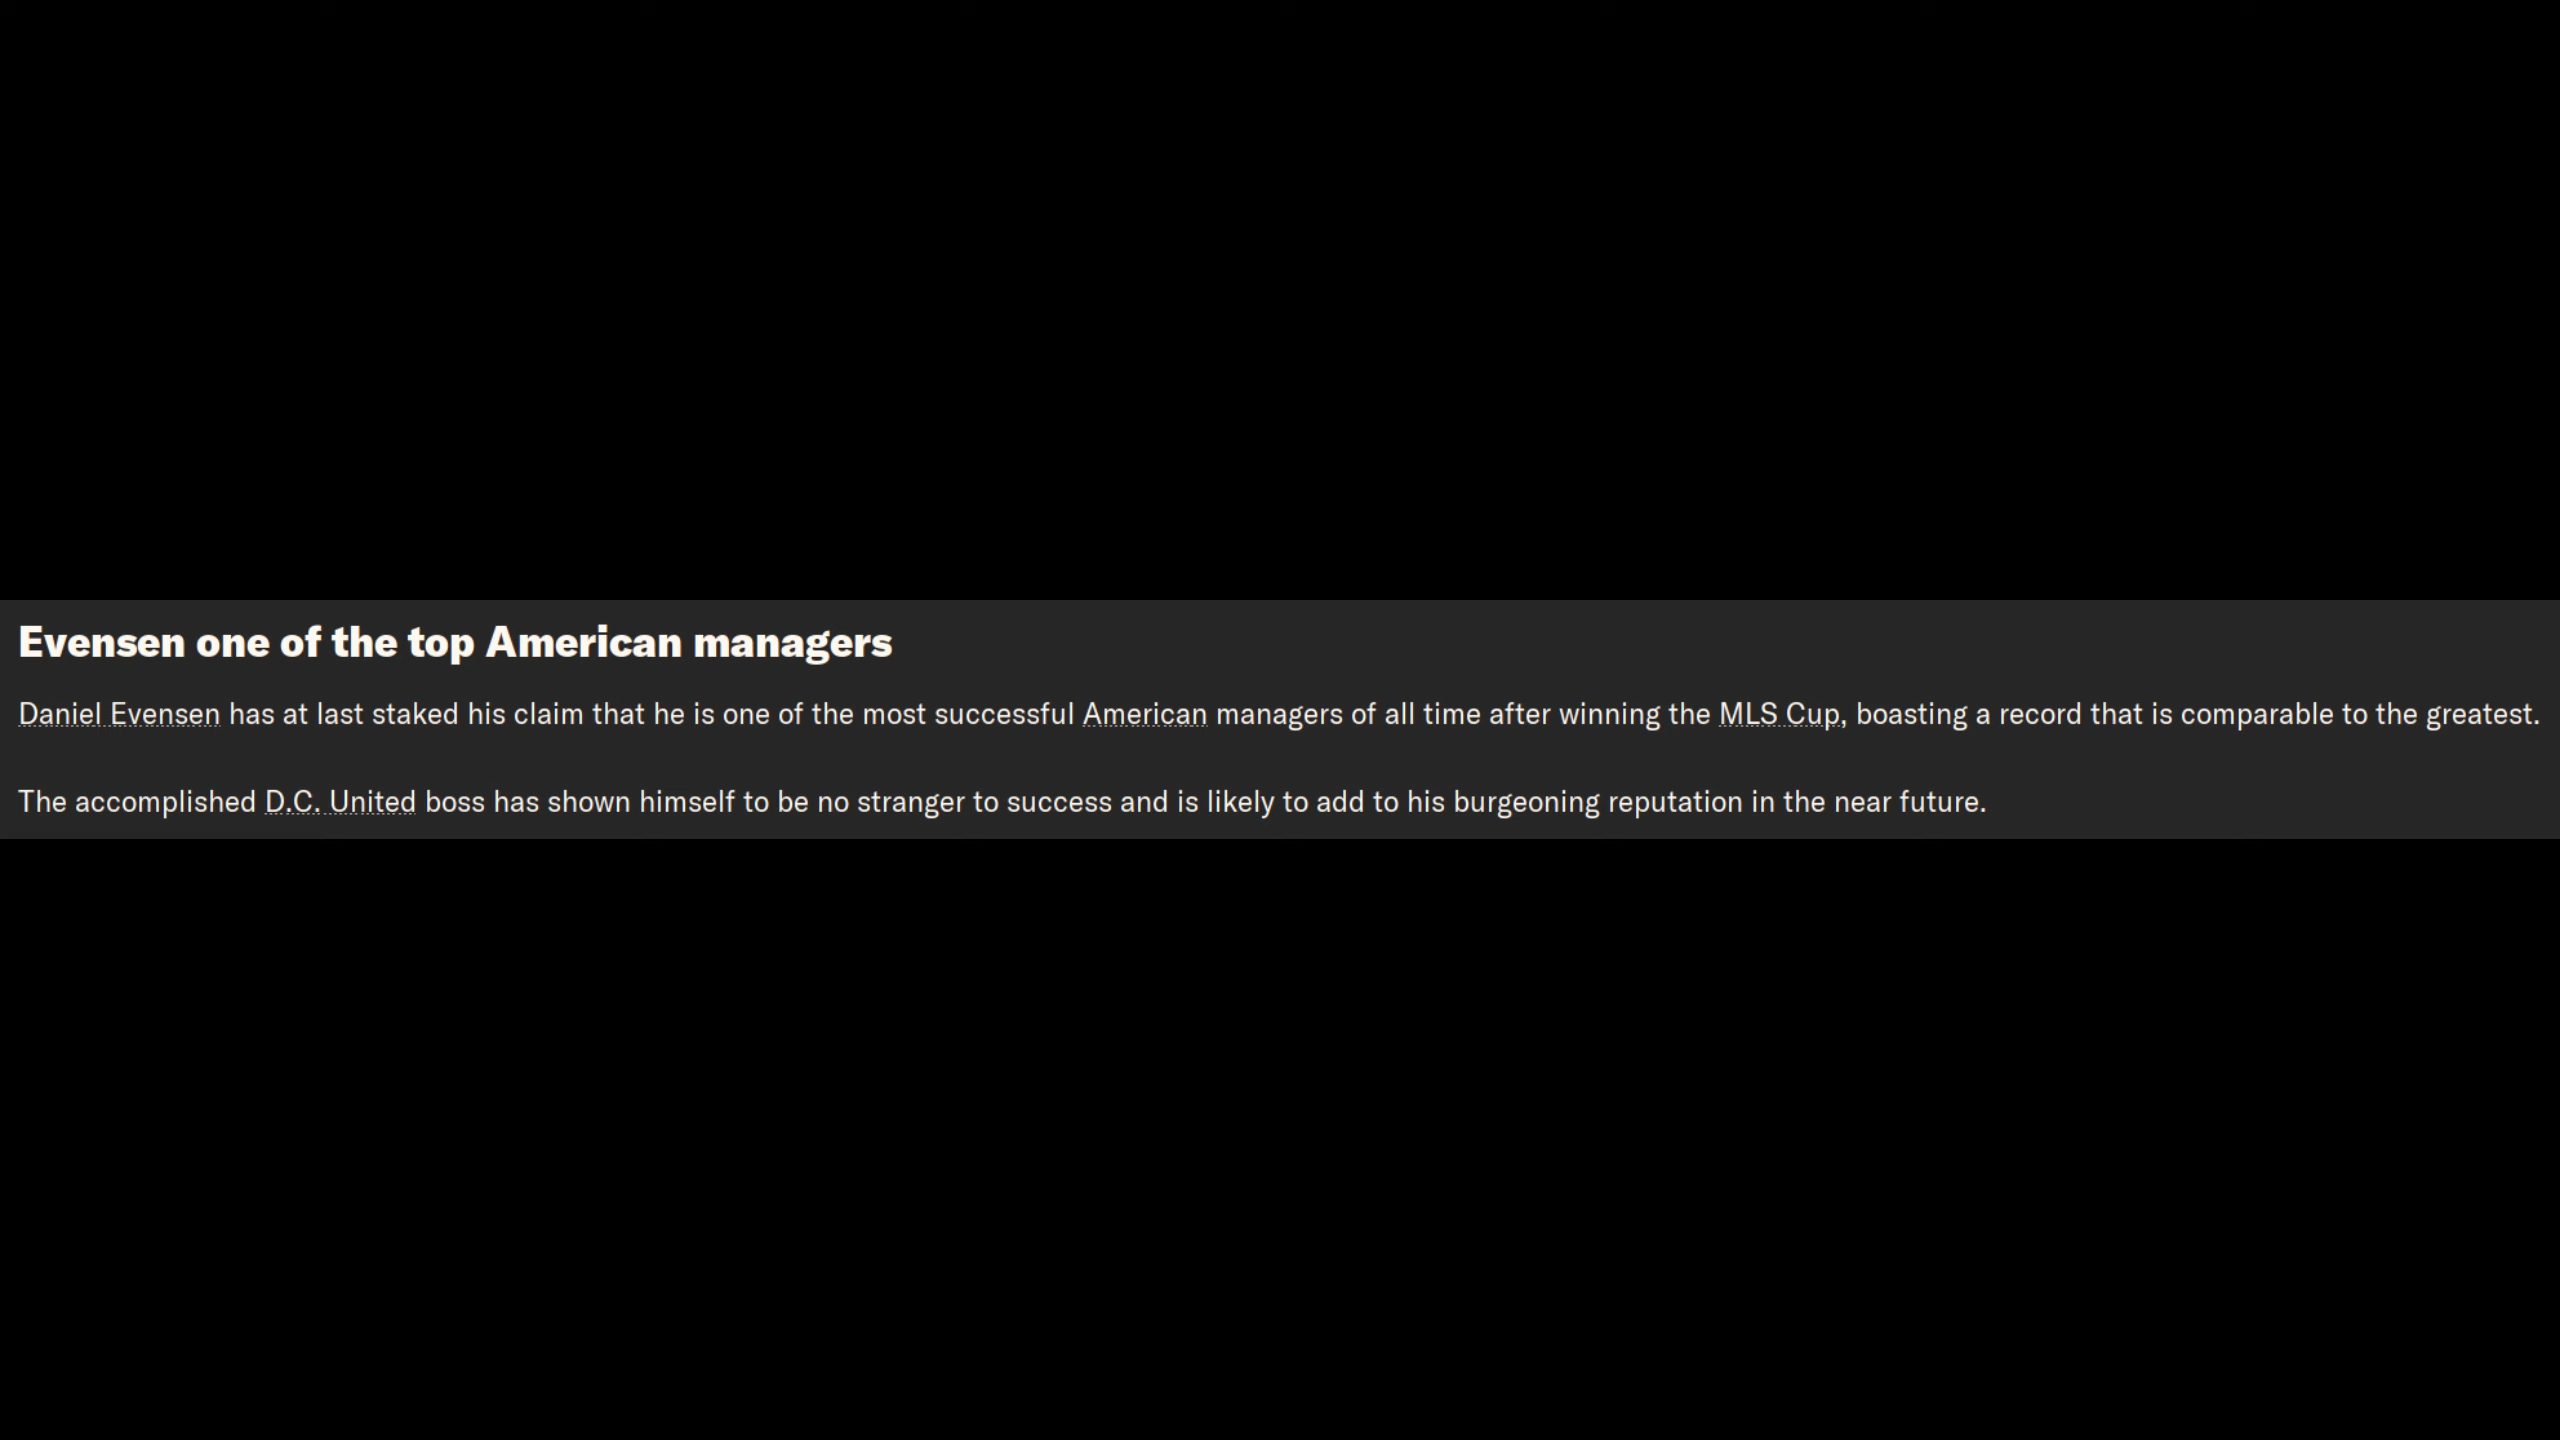 Evensen one of the top American managers
Daniel Evensen has at last staked his claim that he is one of the most successful American managers of all time after winning the MLS Cup, boasting a record that is comparable to the greatest.
The accomplished D.C. United boss has shown himself to be no stranger to success and is likely to add to his burgeoning reputation in the near future.